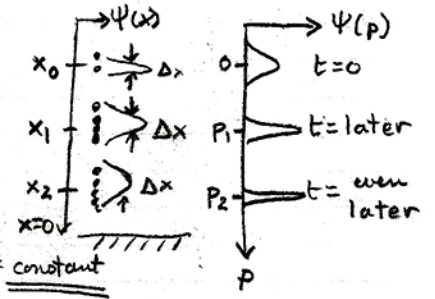 Ψ(x)
Ψ(p)
x₀
Δx
0
t=0
x₁
Δx
P₁
t=later
x₂
Δx
P₂
t= even
later
x=0
= constant
P